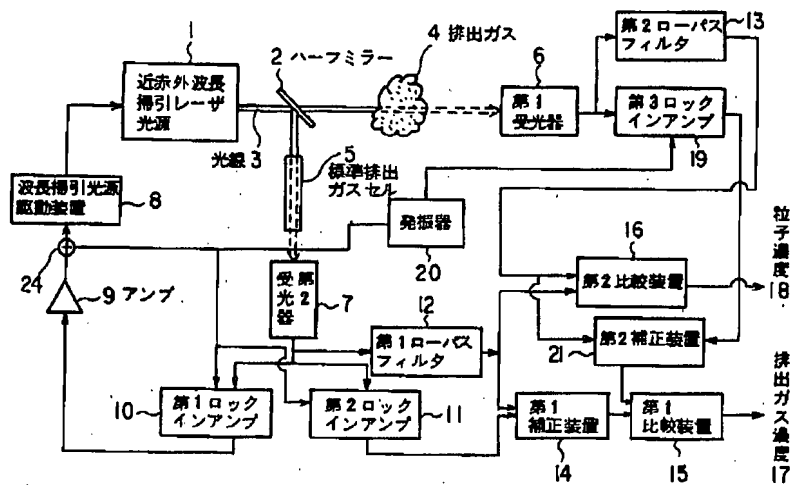 1
近赤外波長
掃引レーザ
光源
2 ハーフミラー
光線3
4 排出ガス
5
標準排出
ガスセル
6
第1
受光器
第2ローパス
フィルタ
13
第3ロック
インアンプ
19
波長掃引光源
駆動装置
8
24
9 アンプ
発振器
20
第2
受光器
7
12
第1ローパス
フィルタ
16
第2比較装置
粒子濃度18
21
第2補正装置
10
第1ロック
インアンプ
第2ロック
インアンプ
11
第1
補正装置
14
第1
比較装置
15
排出ガス濃度17